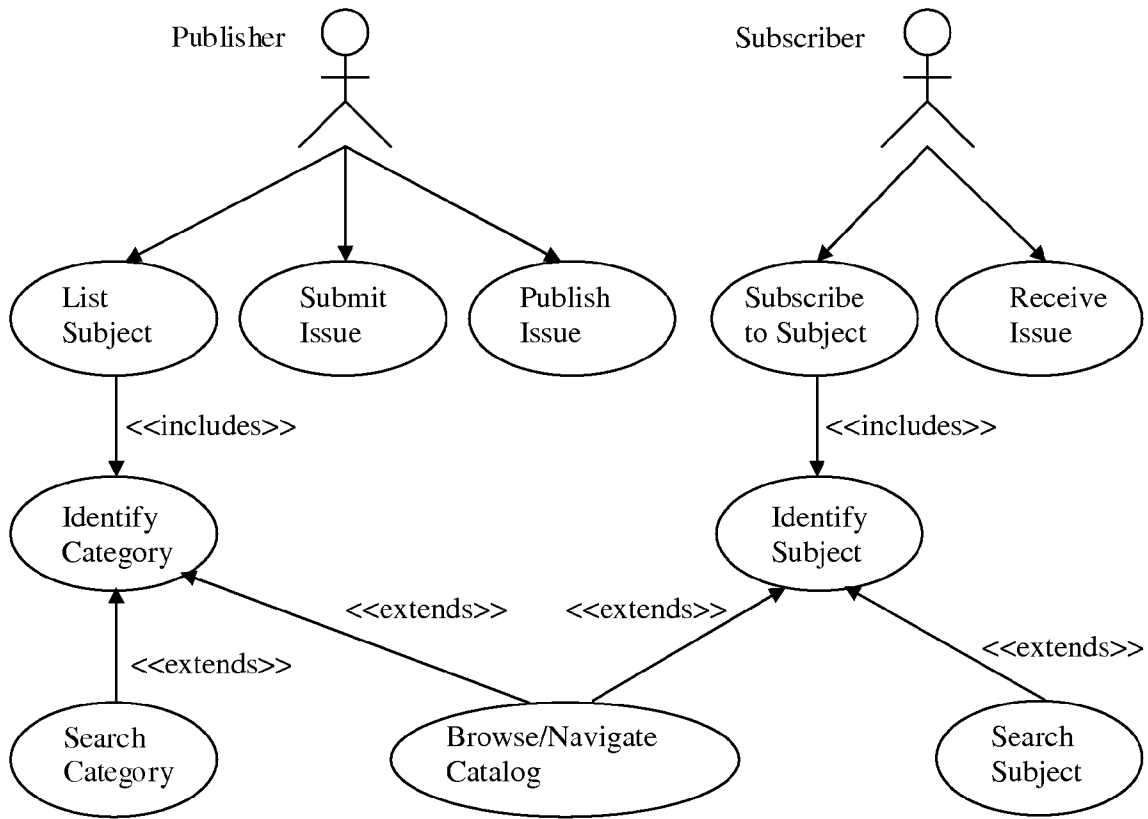 Publisher
Subscriber
List
Subject
Submit
Issue
Publish
Issue
Subscribe
to Subject
Receive
Issue
<<includes>>
<<includes>>
Identify
Category
Identify
Subject
<<extends>>
<<extends>>
<<extends>>
<<extends>>
Search
Category
Browse/Navigate
Catalog
Search
Subject